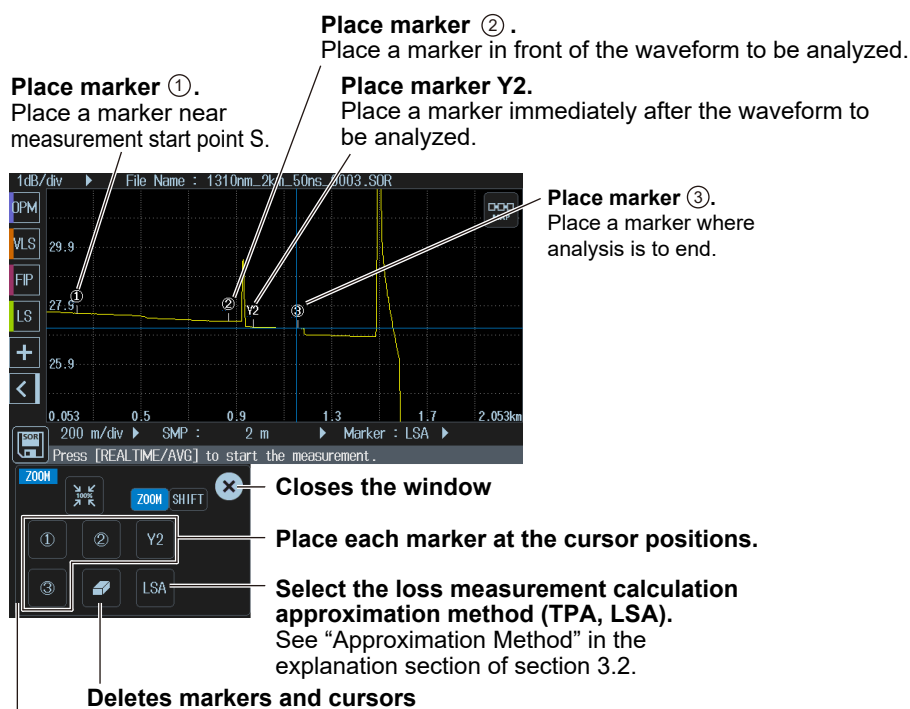 Place marker ② .
Place a marker in front of the waveform to be analyzed.
Place marker ①.
Place a marker near
measurement start point S.
Place marker Y2.
Place a marker immediately after the waveform to
be analyzed.
Place marker ③.
Place a marker where
analysis is to end.
1dB/div ▶ File Name : 1310nm_2km_50ns_0003.SOR
OPM
VLS
29.9
FIP
①
27.9
② Y2 ③
LS
+
25.9
<
0.053 0.5 0.9 1.3 1.7 2.053km
SOR
200 m/div ▶ SMP : 2 m ▶ Marker : LSA ▶
Press [REALTIME/AVG] to start the measurement.
ZOOM
100%
ZOOM SHIFT
Closes the window
① ② Y2
Place each marker at the cursor positions.
③ LSA
Select the loss measurement calculation
approximation method (TPA, LSA).
See “Approximation Method” in the
explanation section of section 3.2.
Deletes markers and cursors